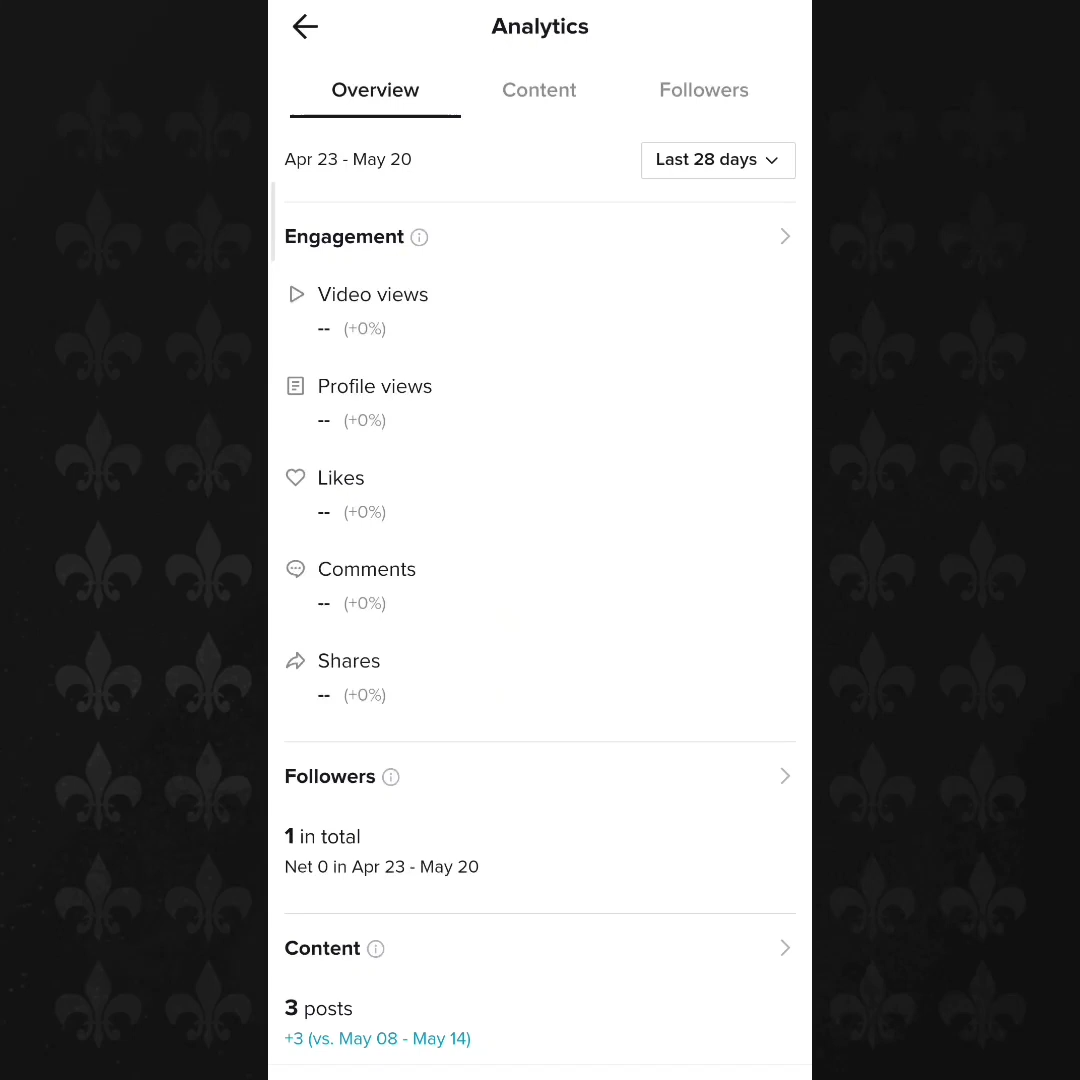 Analytics
Overview Content Followers
Apr 23 - May 20 Last 28 days
Engagement
Video views
-- (+0%)
Profile views
-- (+0%)
Likes
-- (+0%)
Comments
-- (+0%)
Shares
-- (+0%)
Followers
1 in total
Net 0 in Apr 23 - May 20
Content
3 posts
+3 (vs. May 08 - May 14)